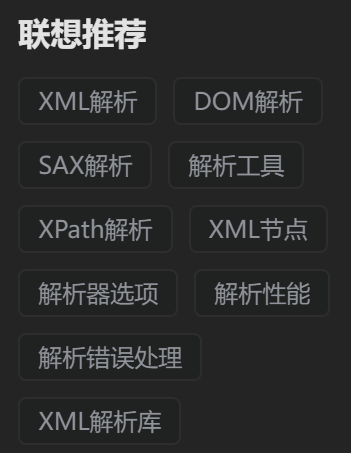 联想推荐
XML解析 DOM解析
SAX解析 解析工具
XPath解析 XML节点
解析器选项 解析性能
解析错误处理
XML解析库